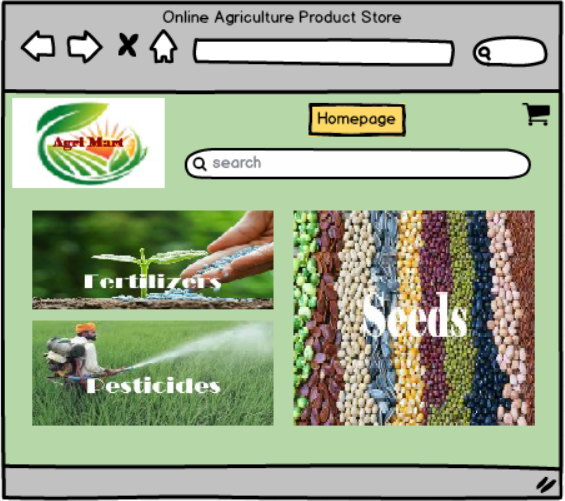 Online Agriculture Product Store
Agri Mart
Homepage
search
Fertilizers
Seeds
Pesticides